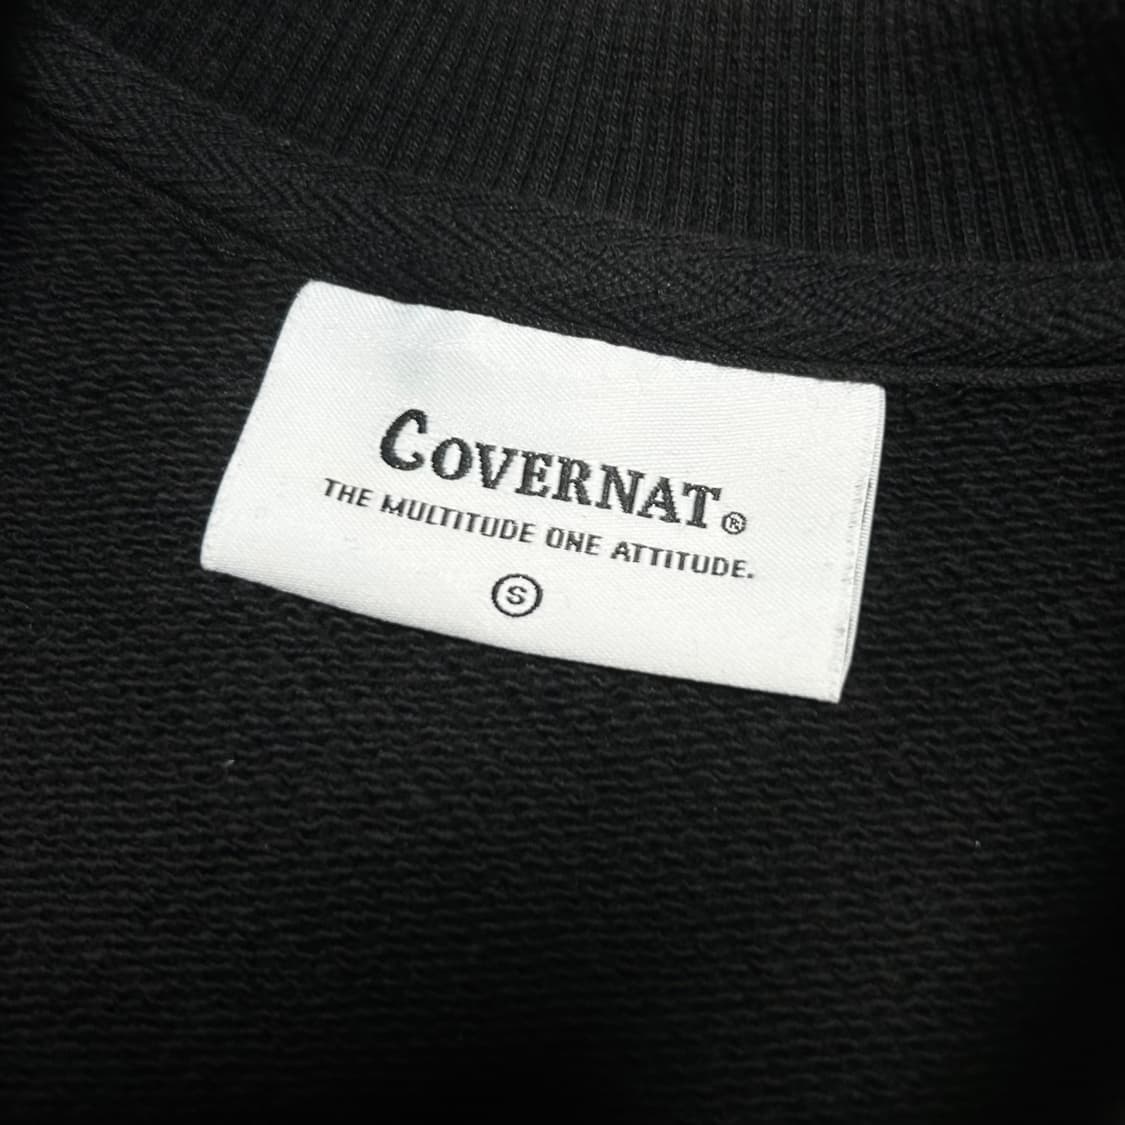 COVERNAT®
THE MULTITUDE ONE ATTITUDE.
S